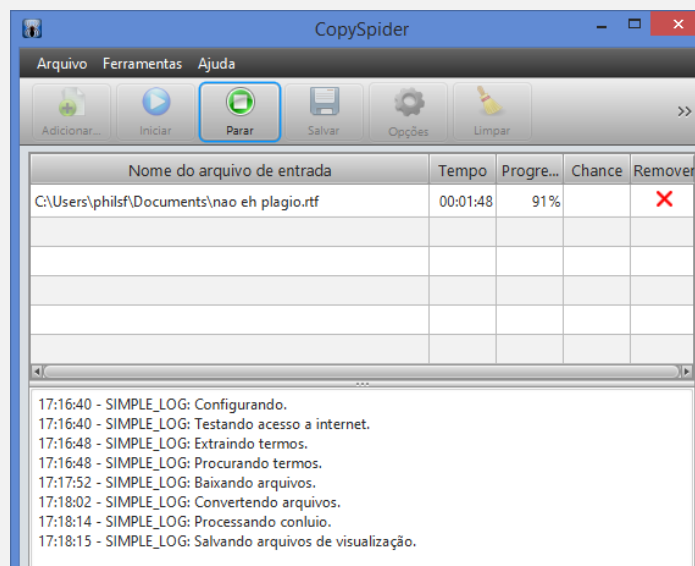 CopySpider
Arquivo Ferramentas Ajuda
Adicionar... Iniciar Parar Salvar Opções Limpar >>
Nome do arquivo de entrada Tempo Progre... Chance Remover
C:\Users\philsf\Documents\nao eh plagio.rtf 00:01:48 91%
17:16:40 - SIMPLE_LOG: Configurando.
17:16:40 - SIMPLE_LOG: Testando acesso a internet.
17:16:48 - SIMPLE_LOG: Extraindo termos.
17:16:48 - SIMPLE_LOG: Procurando termos.
17:17:52 - SIMPLE_LOG: Baixando arquivos.
17:18:02 - SIMPLE_LOG: Convertendo arquivos.
17:18:14 - SIMPLE_LOG: Processando conluio.
17:18:15 - SIMPLE_LOG: Salvando arquivos de visualização.